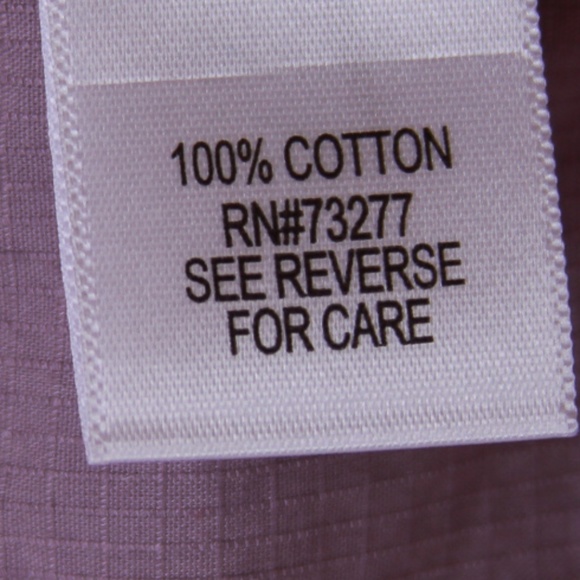 100% COTTON
RN#73277
SEE REVERSE
FOR CARE